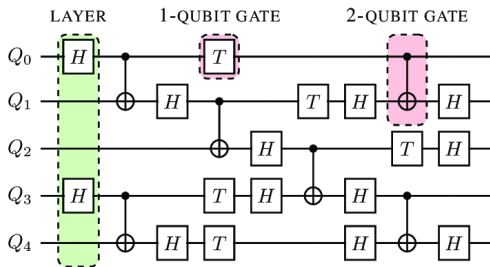 LAYER 1-QUBIT GATE 2-QUBIT GATE
Q0 H T
Q1 H T H H
Q2 H T H
Q3 H T H H
Q4 H T H H